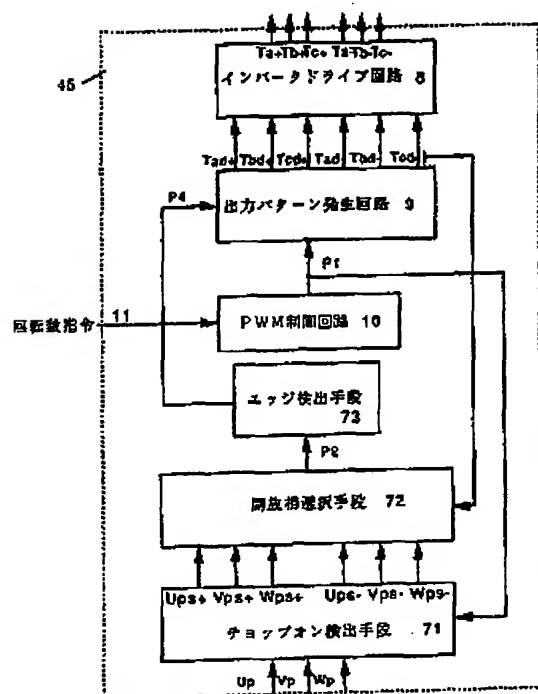 Ta+Tb+Tc+ Ta-Tb-Tc-
45
インバータドライブ回路 8
Tad+ Tbd+ Tcd+ Tad- Tbd- Tcd-
P4
出力パターン発生回路 9
P1
回転数指令 11
PWM制御回路 10
エッジ検出手段
73
P2
開放相選択手段 72
Ups+ Vps+ Wps+ Ups- Vps- Wps-
チョップオン検出手段 71
Up Vp Wp